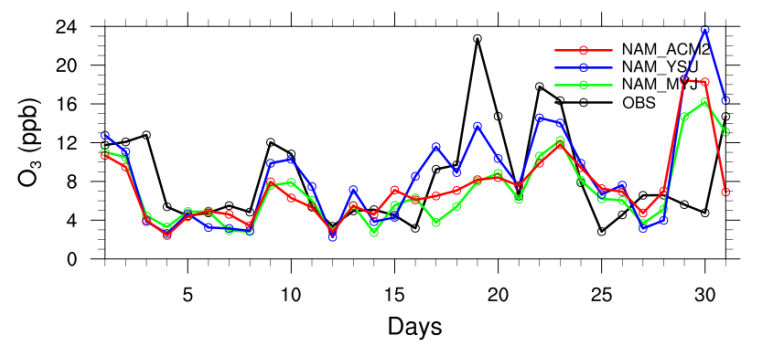 24
20
16
12
8
4
0
O3 (ppb)
NAM_ACM2
NAM_YSU
NAM_MYJ
OBS
5 10 15 20 25 30
Days